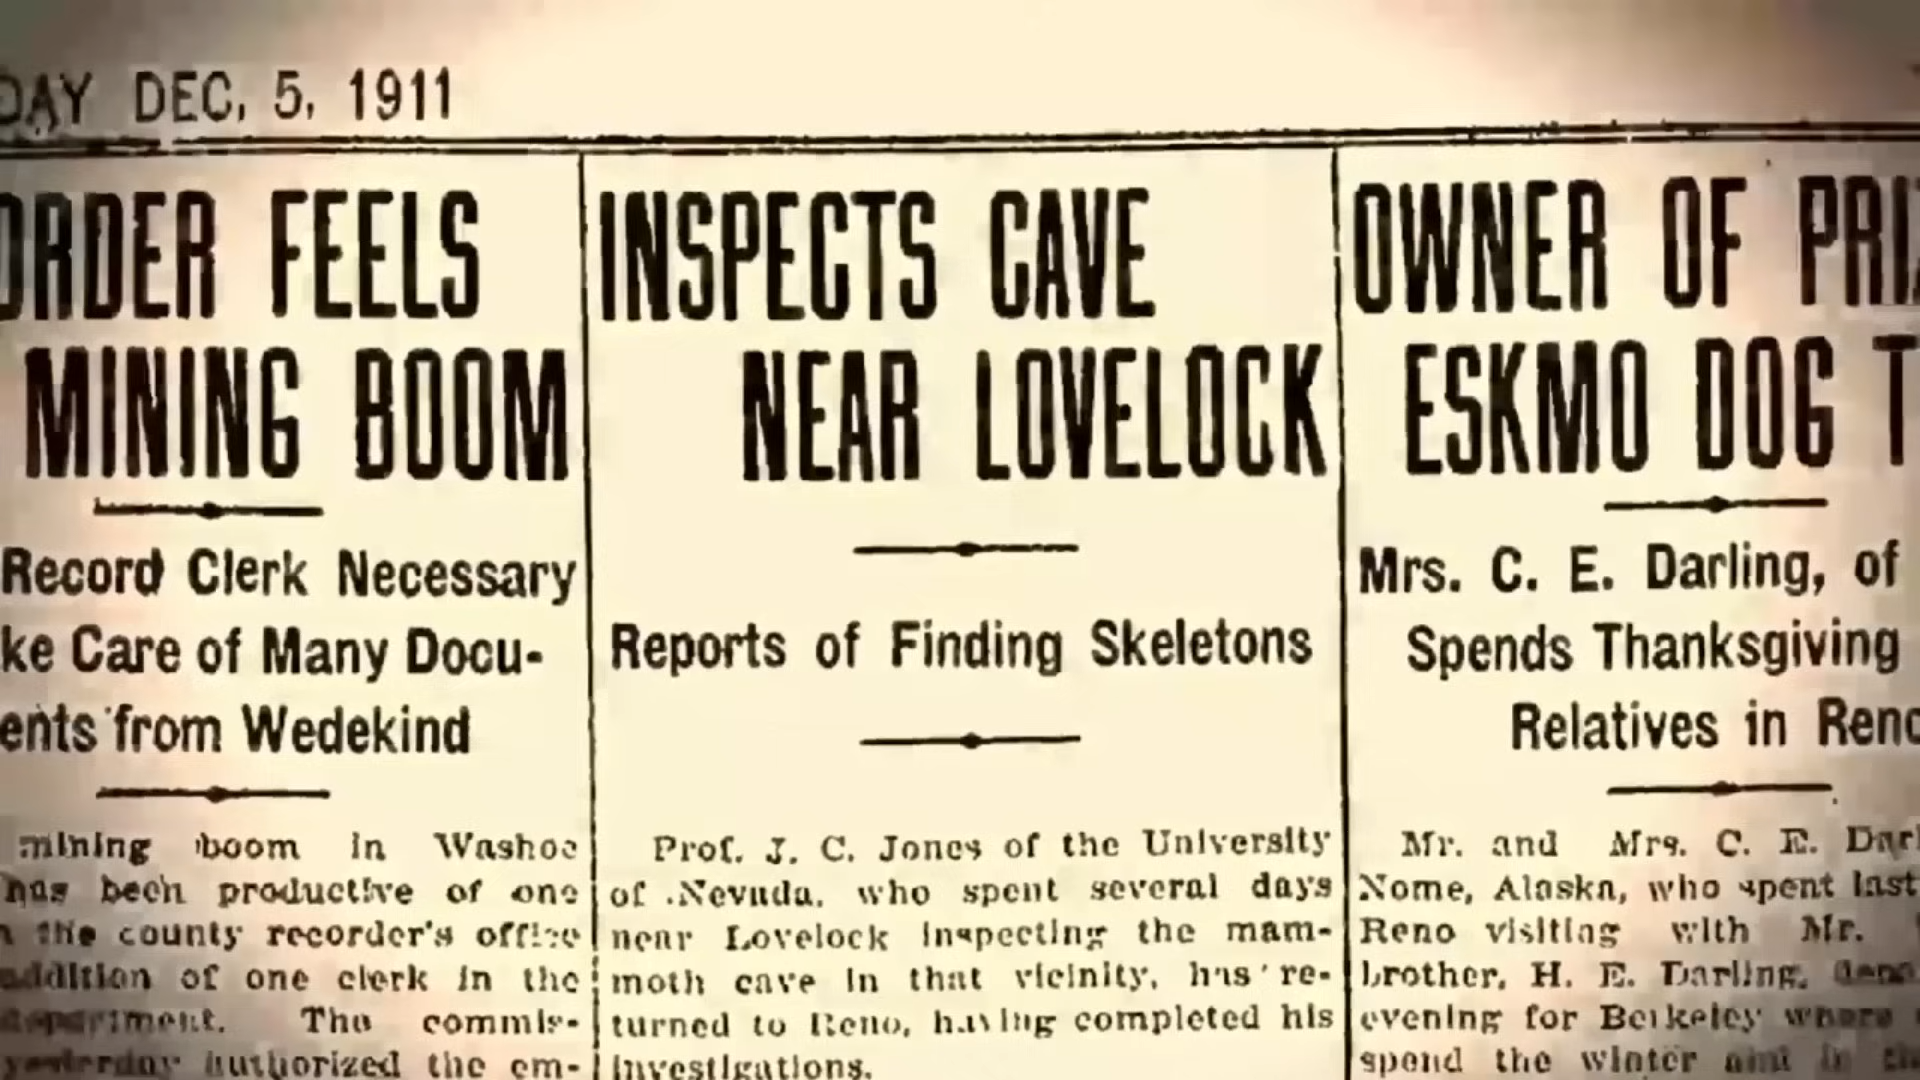 DAY DEC. 5, 1911
ORDER FEELS
MINING BOOM
Record Clerk Necessary
ke Care of Many Docu-
ents from Wedekind
mining boom in Washoe
has been productive of one
the county recorder's office
addition of one clerk in the
department. The commis-
yesterday authorized the em-
INSPECTS CAVE
NEAR LOVELOCK
Reports of Finding Skeletons
Prof. J. C. Jones of the University
of Nevada, who spent several days
near Lovelock inspecting the mam-
moth cave in that vicinity, has re-
turned to Reno, having completed his
investigations.
OWNER OF PRI
ESKMO DOG T
Mrs. C. E. Darling, of
Spends Thanksgiving
Relatives in Reno
Mr. and Mrs. C. E. Darl
Nome, Alaska, who spent last
Reno visiting with Mr.
brother, H. E. Darling,
evening for Berkeley where
spend the winter and in